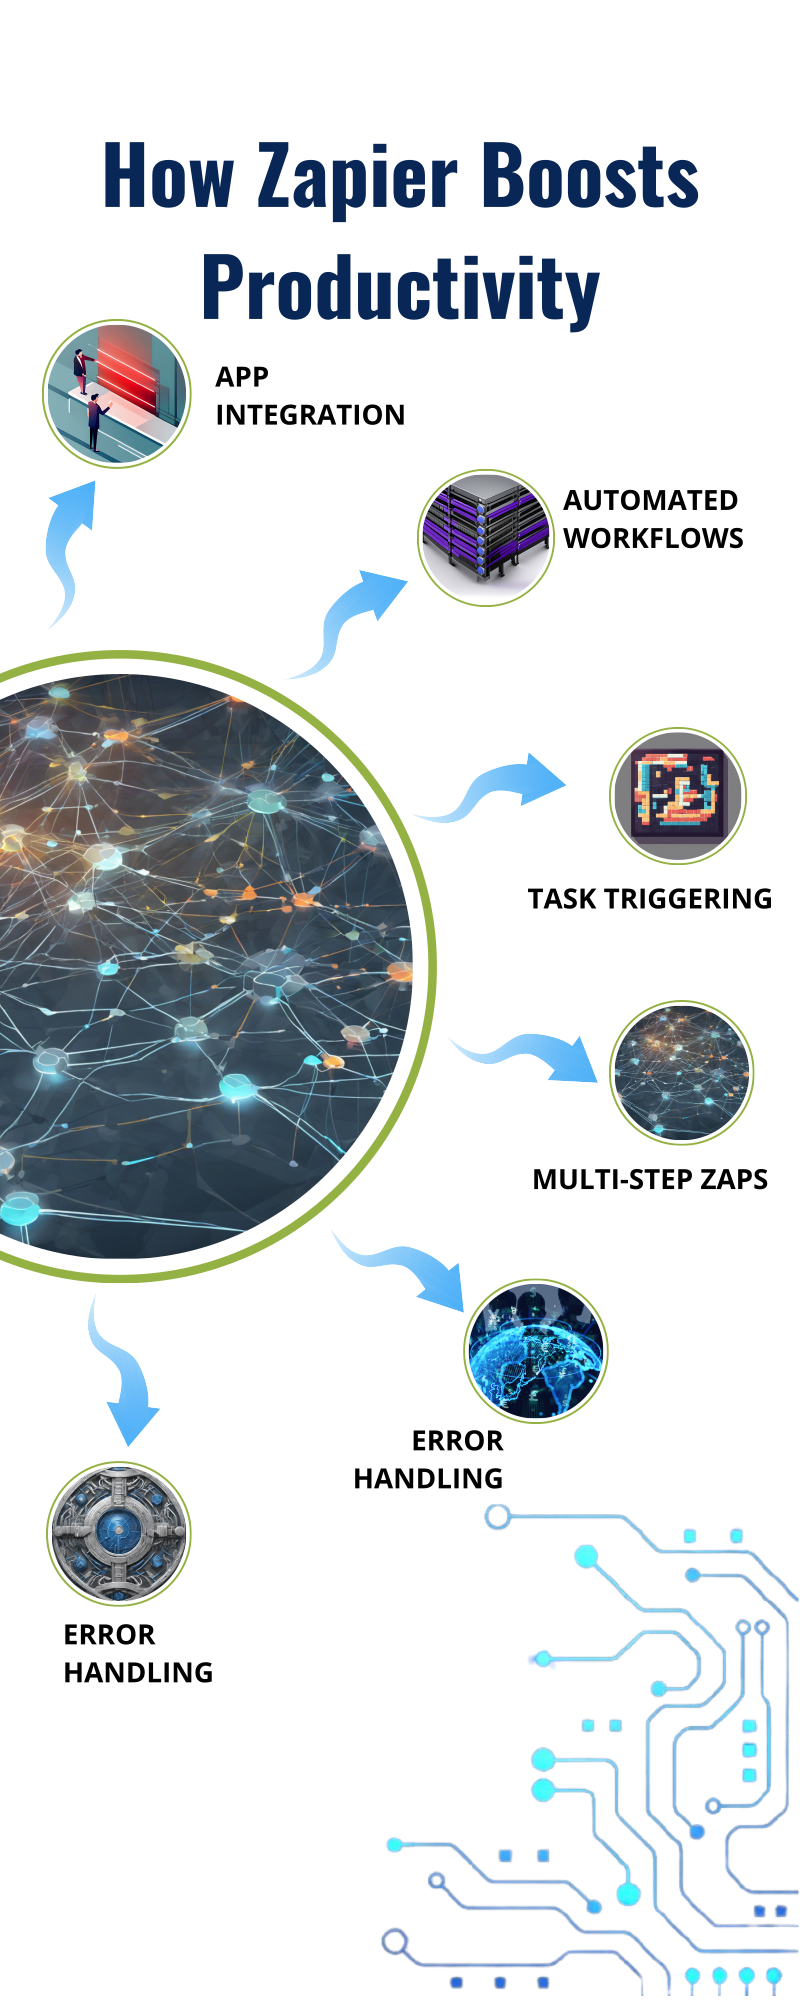 How Zapier Boosts
Productivity
APP
INTEGRATION
AUTOMATED
WORKFLOWS
TASK TRIGGERING
MULTI-STEP ZAPS
ERROR
HANDLING
ERROR
HANDLING